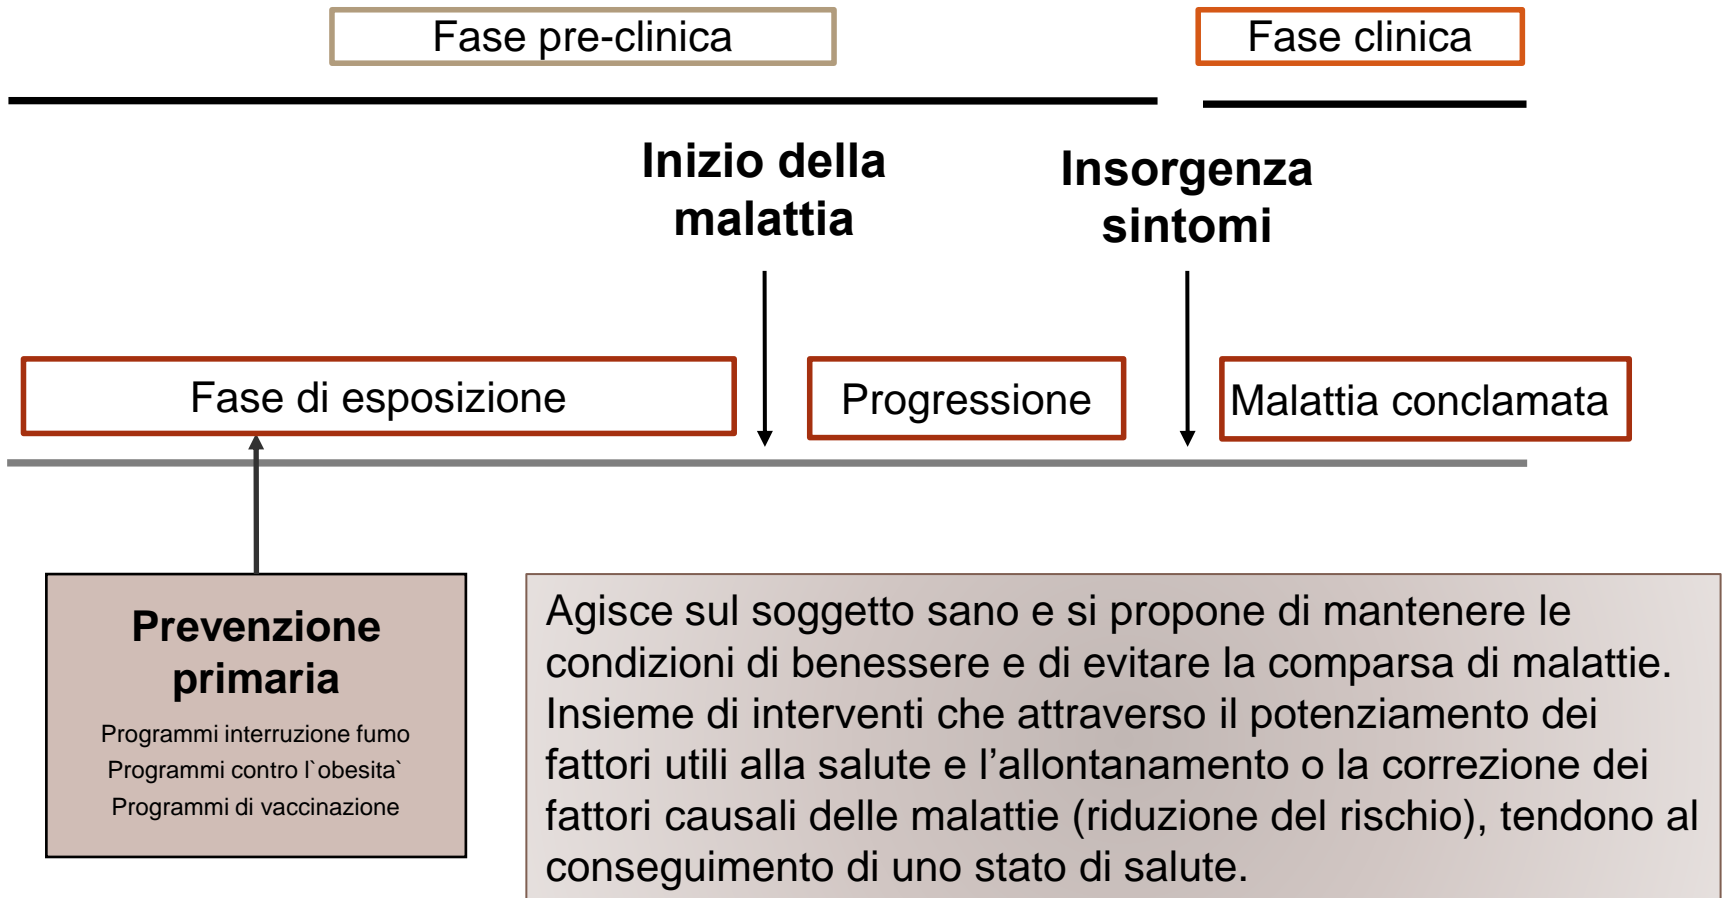 Fase pre-clinica
Fase clinica
Inizio della
malattia
Insorgenza
sintomi
Fase di esposizione
Progressione
Malattia conclamata
Prevenzione
primaria
Programmi interruzione fumo
Programmi contro l`obesita`
Programmi di vaccinazione
Agisce sul soggetto sano e si propone di mantenere le
condizioni di benessere e di evitare la comparsa di malattie.
Insieme di interventi che attraverso il potenziamento dei
fattori utili alla salute e l’allontanamento o la correzione dei
fattori causali delle malattie (riduzione del rischio), tendono al
conseguimento di uno stato di salute.